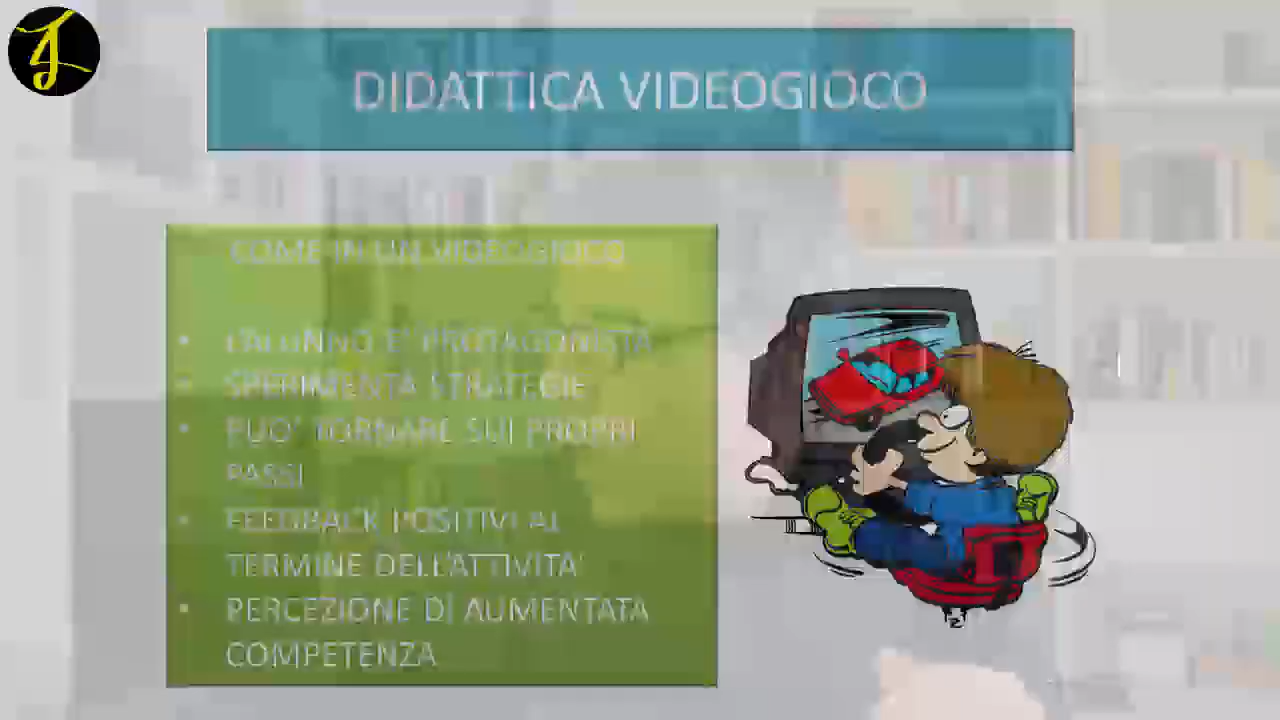 DIDATTICA VIDEOGIOCO
COME IN UN VIDEOGIOCO
• L'ALUNNO E' PROTAGONISTA
• SPERIMENTA STRATEGIE
• PUO' TORNARE SUI PROPRI
PASSI
• FEEDBACK POSITIVI AL
TERMINE DELL'ATTIVITA'
• PERCEZIONE DI AUMENTATA
COMPETENZA